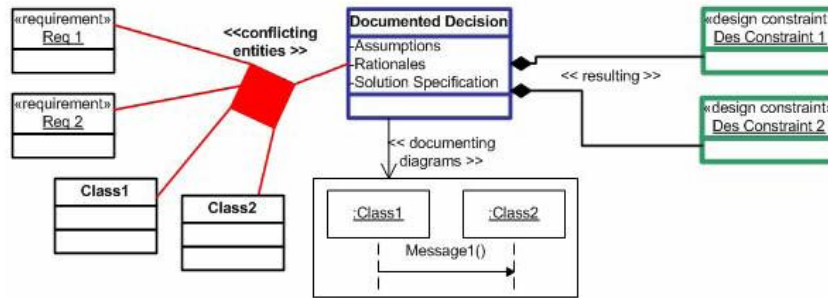 «requirement»
Req 1
<<conflicting
entities >>
Documented Decision
-Assumptions
-Rationales
-Solution Specification
«design constraint»
Des Constraint 1
<< resulting >>
«requirement»
Req 2
«design constraint»
Des Constraint 2
<< documenting
diagrams >>
Class1
Class2
:Class1
:Class2
Message1()